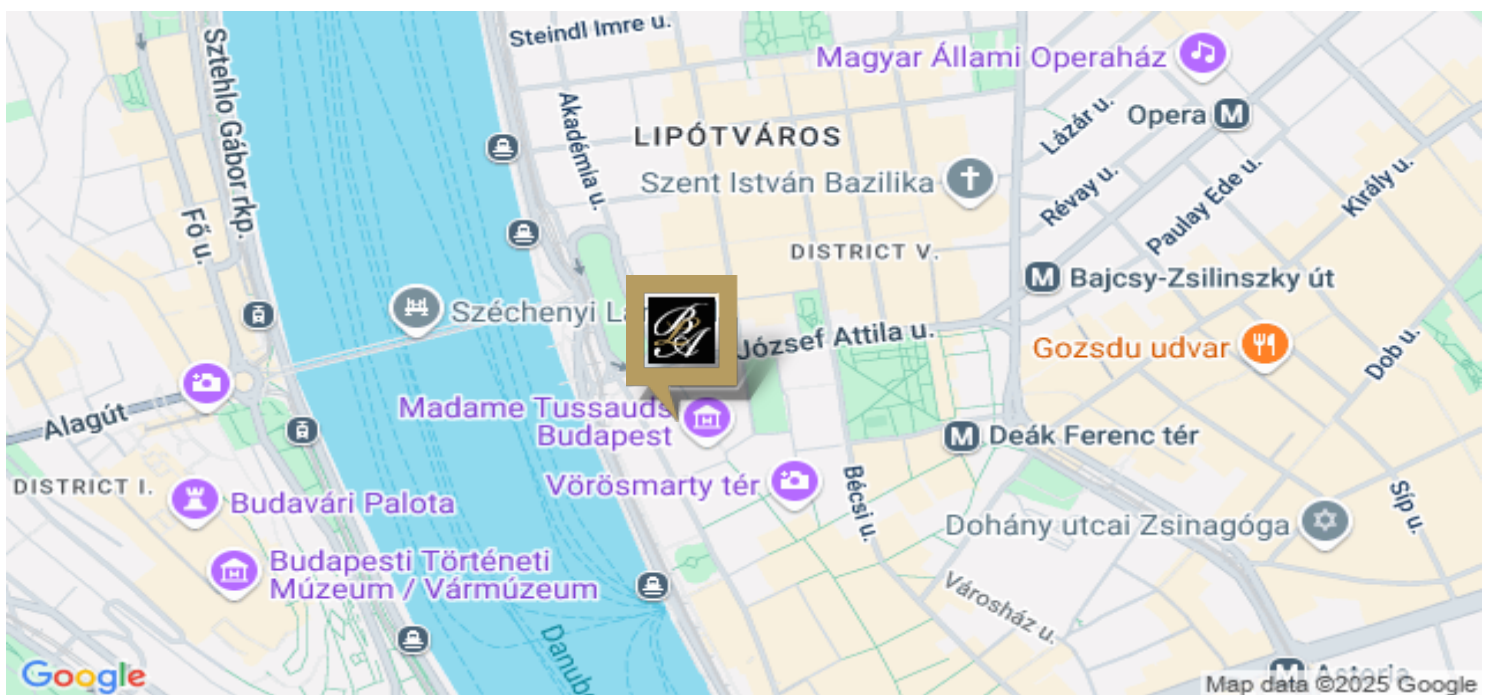 Steindl Imre u.
Sztehlo Gábor rkp.
Magyar Állami Operaház
Akadémia u.
Opera M
Lázár u.
LIPÓTVÁROS
Szent István Bazilika
Révay u.
Paulay Ede u.
Király u.
Fő u.
DISTRICT V.
M Bajcsy-Zsilinszky út
Széchenyi
József Attila u.
Gozsdu udvar
Dob u.
Alagút
Madame Tussauds
Budapest
M Deák Ferenc tér
DISTRICT I.
Budavári Palota
Vörösmarty tér
Bécsi u.
Síp u.
Dohány utcai Zsinagóga
Budapesti Történeti
Múzeum / Vármúzeum
Városház u.
Danube
M Astoria
Google
Map data ©2025 Google